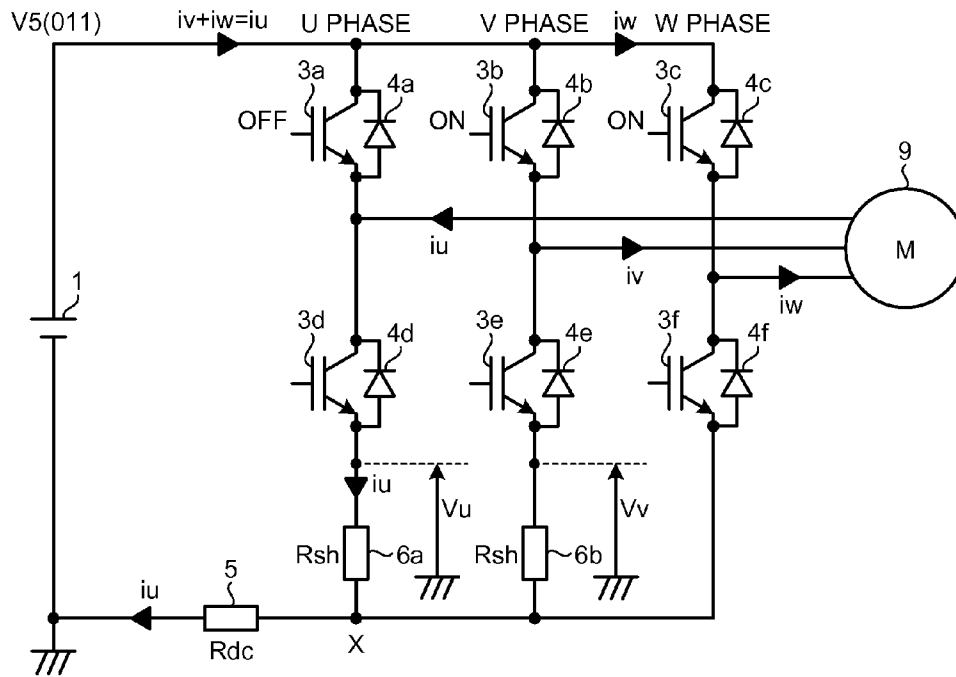 V5(011)
iv+iw=iu
U PHASE
V PHASE
iw
W PHASE
3a
4a
3b
4b
3c
4c
OFF
ON
ON
9
M
iu
iv
iw
1
3d
4d
3e
4e
3f
4f
iu
Vu
Vv
Rsh
6a
Rsh
6b
iu
5
Rdc
X